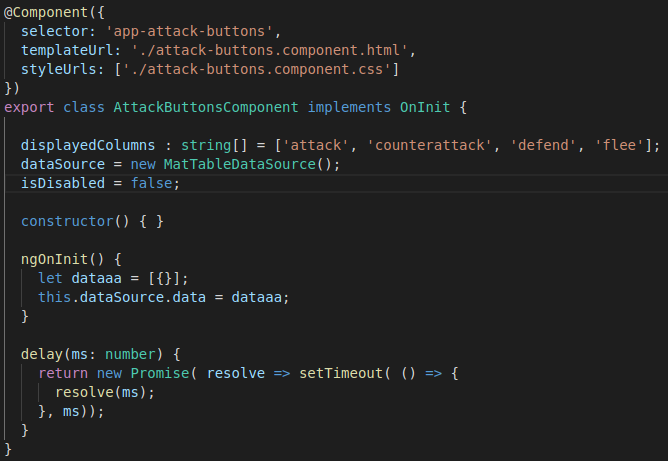 @Component({
  selector: 'app-attack-buttons',
  templateUrl: './attack-buttons.component.html',
  styleUrls: ['./attack-buttons.component.css']
})
export class AttackButtonsComponent implements OnInit {

  displayedColumns : string[] = ['attack', 'counterattack', 'defend', 'flee'];
  dataSource = new MatTableDataSource();
  isDisabled = false;

  constructor() { }

  ngOnInit() {
    let dataaa = [{}];
    this.dataSource.data = dataaa;
  }

  delay(ms: number) {
    return new Promise( resolve => setTimeout( () => {
      resolve(ms);
    }, ms));
  }
}